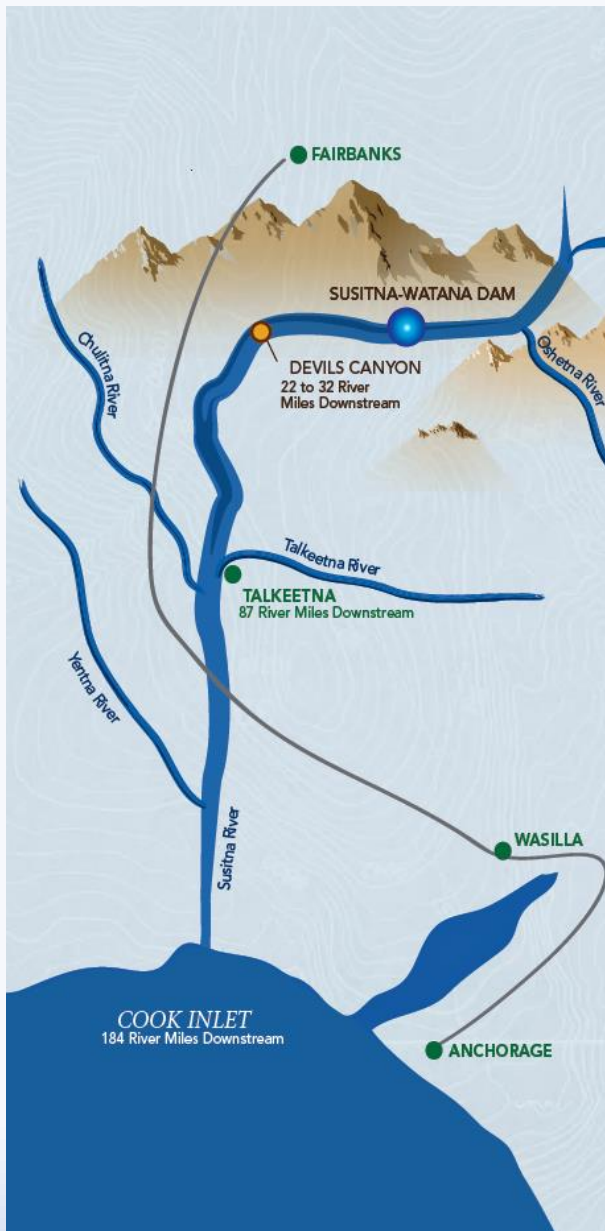 FAIRBANKS
SUSITNA-WATANA DAM
DEVILS CANYON
22 to 32 River
Miles Downstream
Oshetna River
Chulitna River
Talkeetna River
TALKEETNA
87 River Miles Downstream
Yentna River
Susitna River
WASILLA
COOK INLET
184 River Miles Downstream
ANCHORAGE